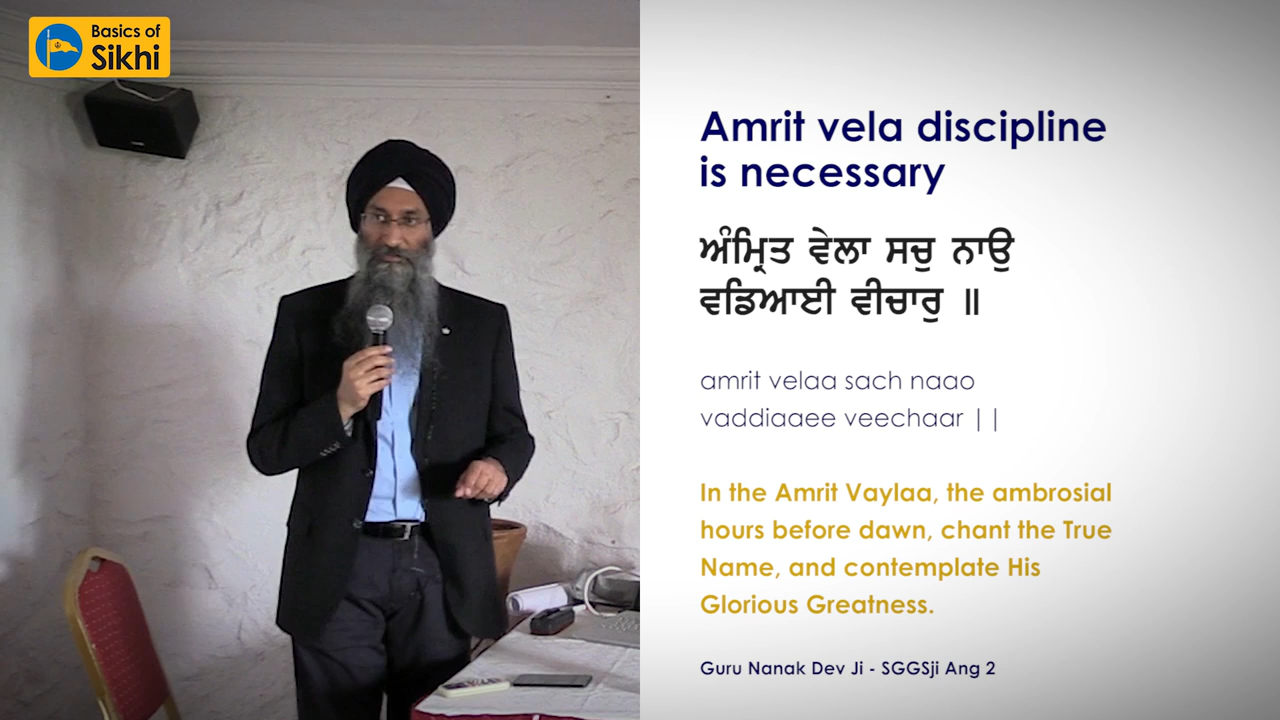 Basics of
Sikhi
Amrit vela discipline
is necessary
ਅੰਮ੍ਰਿਤ ਵੇਲਾ ਸਚੁ ਨਾਉ
ਵਡਿਆਈ ਵੀਚਾਰੁ ॥
amrit velaa sach naao
vaddiaaee veechaar ||
In the Amrit Vaylaa, the ambrosial
hours before dawn, chant the True
Name, and contemplate His
Glorious Greatness.
Guru Nanak Dev Ji - SGGSji Ang 2